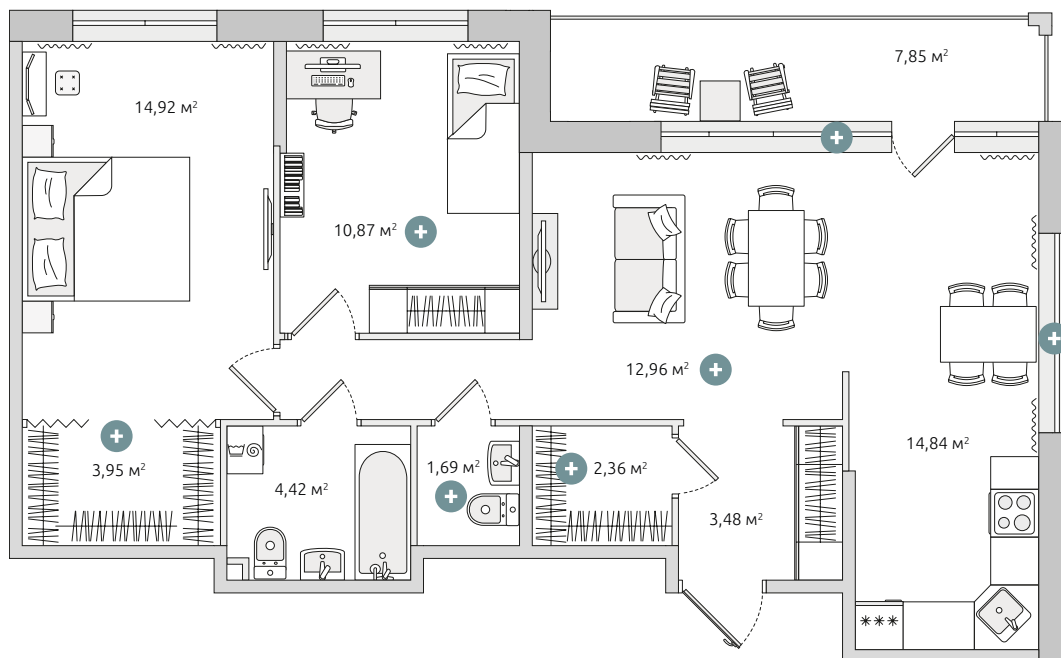 7,85 м²
14,92 м²
10,87 м²
12,96 м²
14,84 м²
3,95 м²
4,42 м²
1,69 м²
2,36 м²
3,48 м²